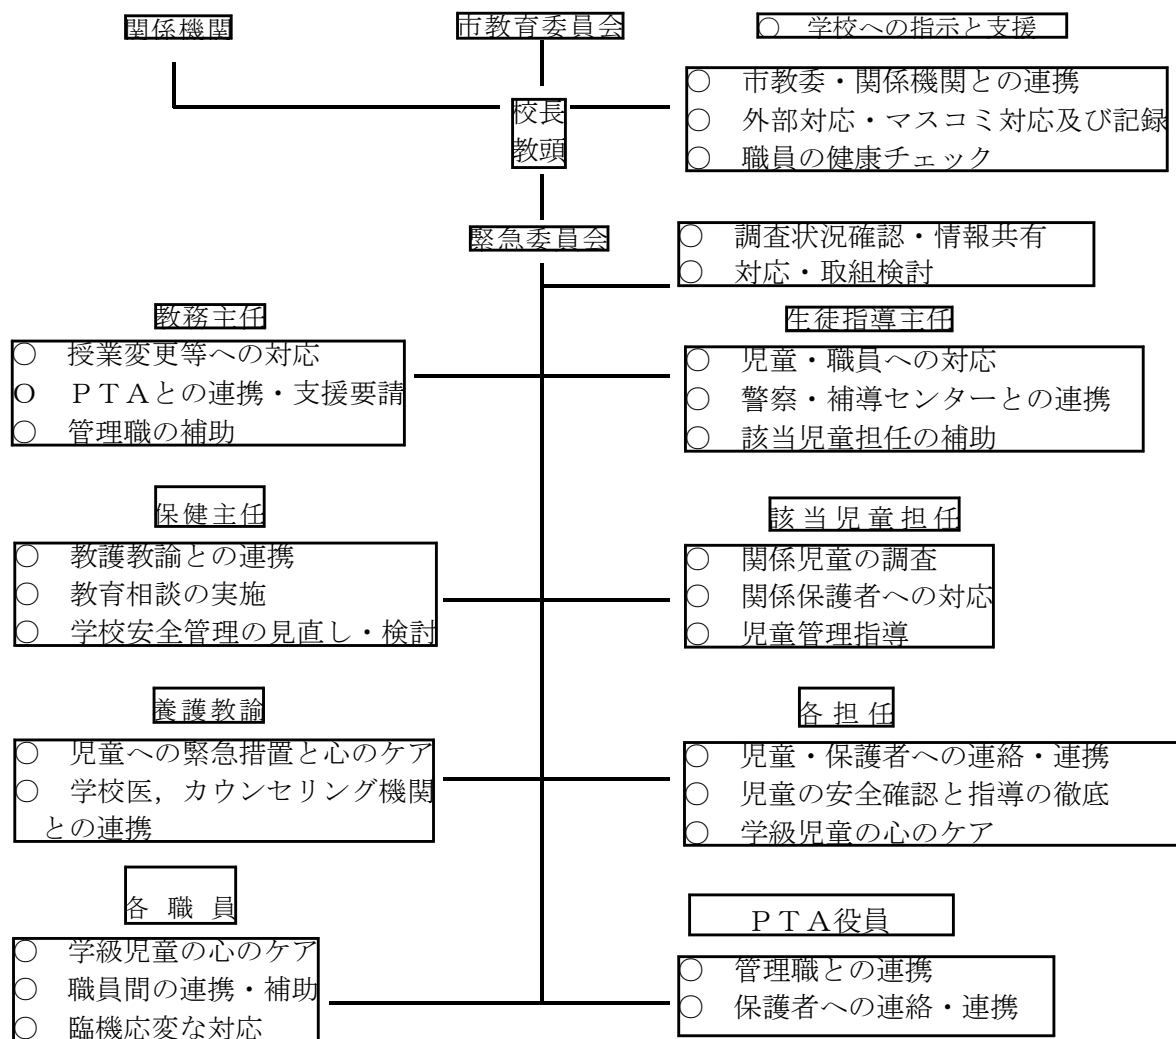 関係機関
市教育委員会
○ 学校への指示と支援
校長
教頭
○ 市教委・関係機関との連携
○ 外部対応・マスコミ対応及び記録
○ 職員の健康チェック
緊急委員会
○ 調査状況確認・情報共有
○ 対応・取組検討
教務主任
○ 授業変更等への対応
O ＰＴＡとの連携・支援要請
○ 管理職の補助
生徒指導主任
○ 児童・職員への対応
○ 警察・補導センターとの連携
○ 該当児童担任の補助
保健主任
○ 教護教諭との連携
○ 教育相談の実施
○ 学校安全管理の見直し・検討
該当児童担任
○ 関係児童の調査
○ 関係保護者への対応
○ 児童管理指導
養護教諭
○ 児童への緊急措置と心のケア
○ 学校医，カウンセリング機関
との連携
各担任
○ 児童・保護者への連絡・連携
○ 児童の安全確認と指導の徹底
○ 学級児童の心のケア
各職員
○ 学級児童の心のケア
○ 職員間の連携・補助
○ 臨機応変な対応
ＰＴＡ役員
○ 管理職との連携
○ 保護者への連絡・連携